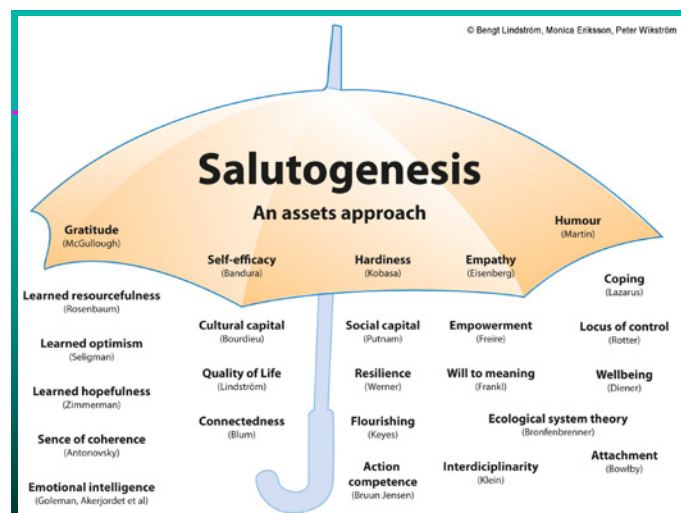 © Bengt Lindström, Monica Eriksson, Peter Wikström
Salutogenesis
An assets approach
Gratitude
(McGullough)
Humour
(Martin)
Self-efficacy
(Bandura)
Hardiness
(Kobasa)
Empathy
(Eisenberg)
Coping
(Lazarus)
Learned resourcefulness
(Rosenbaum)
Cultural capital
(Bourdieu)
Social capital
(Putnam)
Empowerment
(Freire)
Locus of control
(Rotter)
Learned optimism
(Seligman)
Quality of Life
(Lindström)
Resilience
(Werner)
Will to meaning
(Frankl)
Wellbeing
(Diener)
Learned hopefulness
(Zimmerman)
Connectedness
(Blum)
Flourishing
(Keyes)
Ecological system theory
(Bronfenbrenner)
Sence of coherence
(Antonovsky)
Action
competence
(Bruun Jensen)
Interdiciplinarity
(Klein)
Attachment
(Bowlby)
Emotional intelligence
(Goleman, Akerjordet et al)